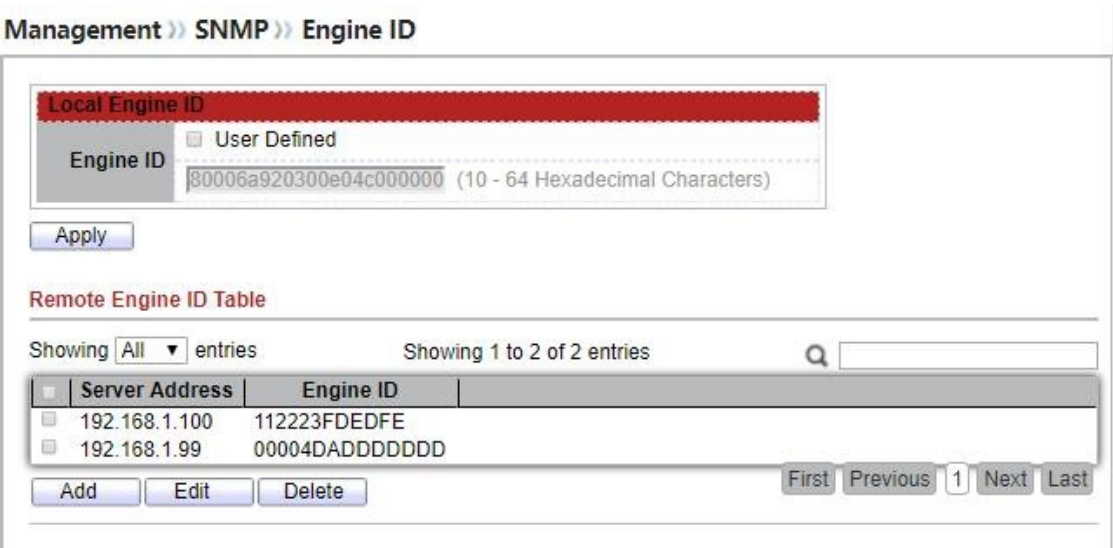 Management » SNMP » Engine ID
Local Engine ID
Engine ID
User Defined
80006a920300e04c000000 (10 - 64 Hexadecimal Characters)
Apply
Remote Engine ID Table
Showing All entries Showing 1 to 2 of 2 entries
Server Address Engine ID
192.168.1.100 112223FDEDFE
192.168.1.99 00004DADDDDDDD
Add Edit Delete First Previous 1 Next Last